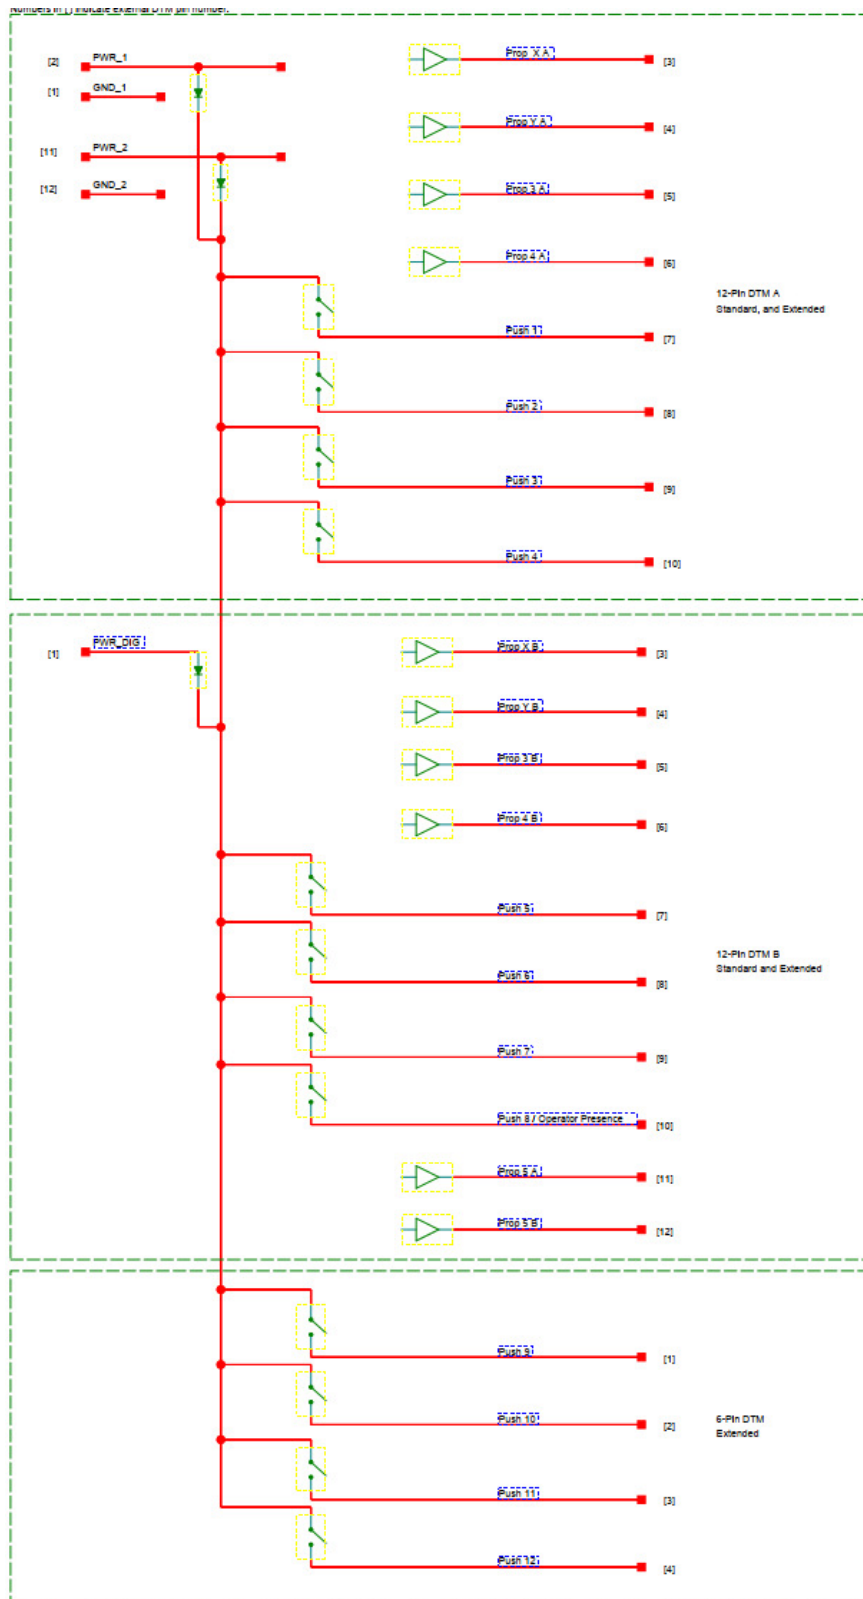 Numbers in [] indicate external DTM pin number.
[2] PWR_1
Prop X A [3]
[1] GND_1
Prop Y A [4]
[11] PWR_2
[12] GND_2
Prop 3 A [5]
Prop 4 A [6]
12-Pin DTM A
Standard, and Extended
Push 1 [7]
Push 2 [8]
Push 3 [9]
Push 4 [10]
[1] PWR_DIG
Prop X B [3]
Prop Y B [4]
Prop 3 B [5]
Prop 4 B [6]
Push 5 [7]
12-Pin DTM B
Standard and Extended
Push 6 [8]
Push 7 [9]
Push 8 / Operator Presence [10]
Prop 5 A [11]
Prop 5 B [12]
Push 9 [1]
6-Pin DTM
Extended
Push 10 [2]
Push 11 [3]
Push 12 [4]